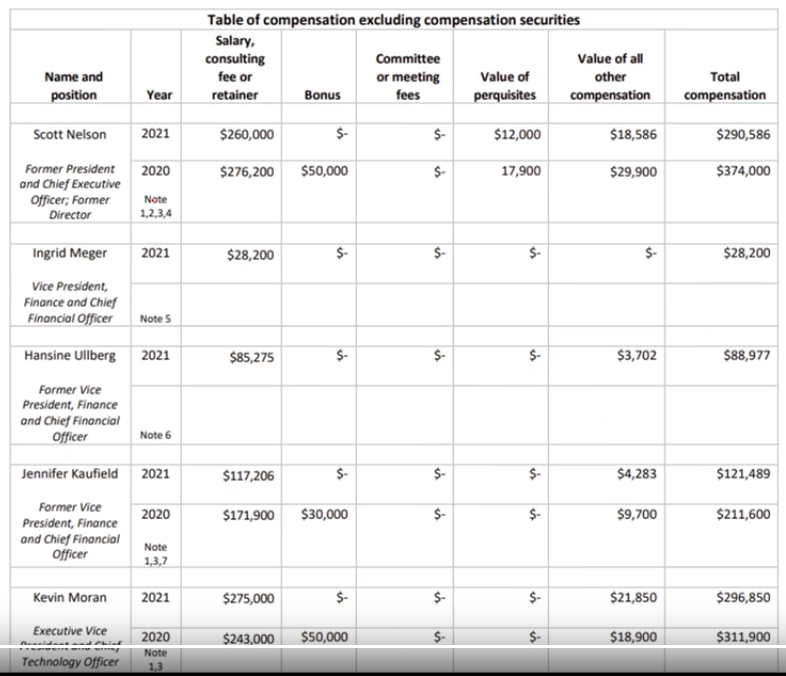 Table of compensation excluding compensation securities
Name and position | Year | Salary, consulting fee or retainer | Bonus | Committee or meeting fees | Value of perquisites | Value of all other compensation | Total compensation
Scott Nelson | 2021 | $260,000 | $- | $- | $12,000 | $18,586 | $290,586
Former President and Chief Executive Officer; Former Director | 2020 Note 1,2,3,4 | $276,200 | $50,000 | $- | 17,900 | $29,900 | $374,000
Ingrid Meger | 2021 | $28,200 | $- | $- | $- | $- | $28,200
Vice President, Finance and Chief Financial Officer | Note 5
Hansine Ullberg | 2021 | $85,275 | $- | $- | $- | $3,702 | $88,977
Former Vice President, Finance and Chief Financial Officer | Note 6
Jennifer Kaufield | 2021 | $117,206 | $- | $- | $- | $4,283 | $121,489
Former Vice President, Finance and Chief Financial Officer | 2020 Note 1,3,7 | $171,900 | $30,000 | $- | $- | $9,700 | $211,600
Kevin Moran | 2021 | $275,000 | $- | $- | $- | $21,850 | $296,850
Executive Vice President and Chief Technology Officer | 2020 Note 1,3 | $243,000 | $50,000 | $- | $- | $18,900 | $311,900